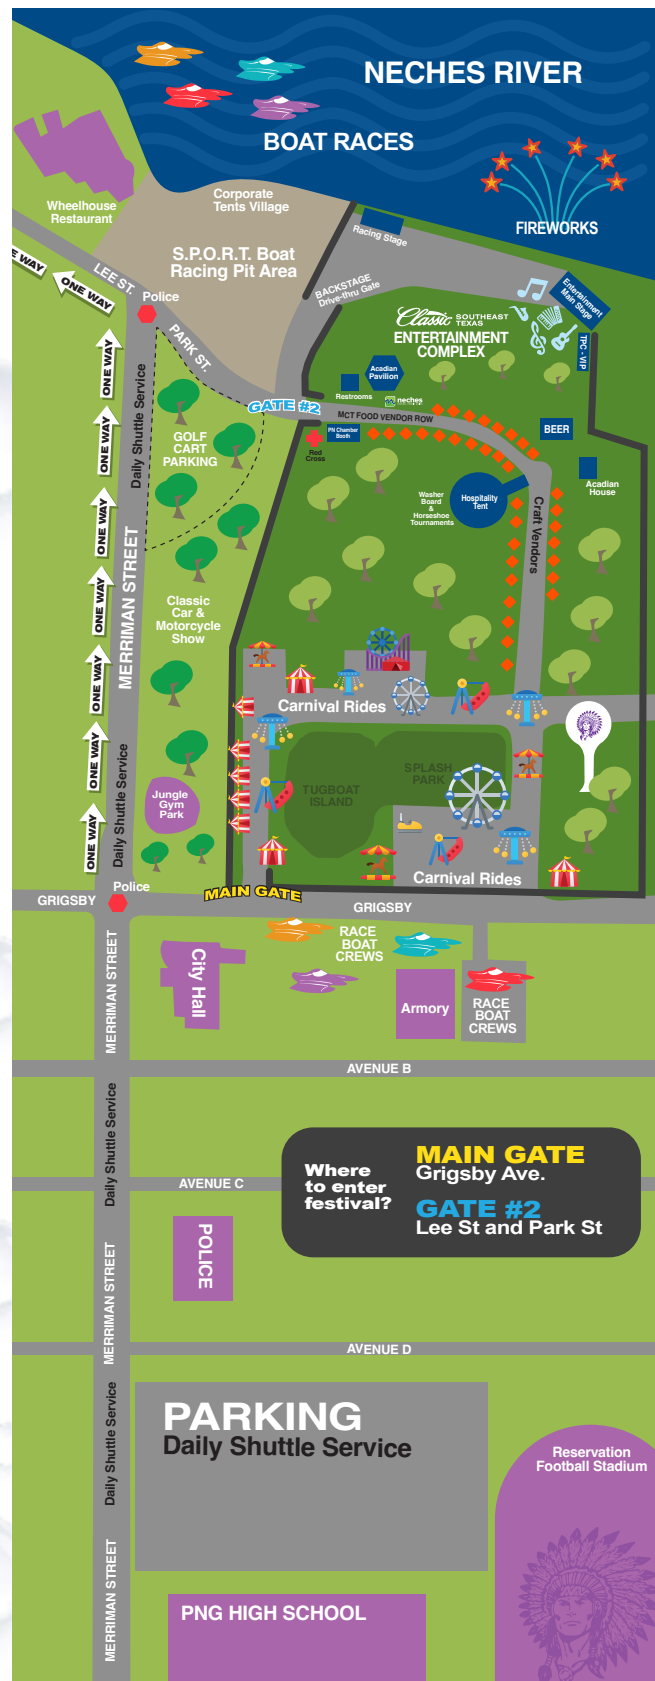 NECHES RIVER
BOAT RACES
FIREWORKS
Wheelhouse
Restaurant
Corporate
Tents Village
S.P.O.R.T. Boat
Racing Pit Area
Racing Stage
BACKSTAGE
Drive-thru Gate
Entertainment
Main Stage
TPC - VIP
E WAY
ONE WAY
LEE ST.
Police
PARK ST.
Classic SOUTHEAST
TEXAS
ENTERTAINMENT
COMPLEX
Acadian
Pavilion
Restrooms
neches
GATE #2
MCT FOOD VENDOR ROW
PN Chamber
Booth
Red
Cross
BEER
Acadian
House
ONE WAY
Daily Shuttle Service
GOLF
CART
PARKING
ONE WAY
Washer
Board
&
Horseshoe
Tournaments
Hospitality
Tent
Craft Vendors
ONE WAY
MERRIMAN STREET
ONE WAY
Classic
Car &
Motorcycle
Show
ONE WAY
Carnival Rides
ONE WAY
Daily Shuttle Service
TUGBOAT
ISLAND
SPLASH
PARK
Jungle
Gym
Park
ONE WAY
Carnival Rides
Police
MAIN GATE
GRIGSBY
GRIGSBY
MERRIMAN STREET
City Hall
RACE
BOAT
CREWS
Armory
RACE
BOAT
CREWS
AVENUE B
Daily Shuttle Service
Where
to enter
festival?
MAIN GATE
Grigsby Ave.
GATE #2
Lee St and Park St
AVENUE C
POLICE
MERRIMAN STREET
AVENUE D
Daily Shuttle Service
PARKING
Daily Shuttle Service
Reservation
Football Stadium
MERRIMAN STREET
PNG HIGH SCHOOL